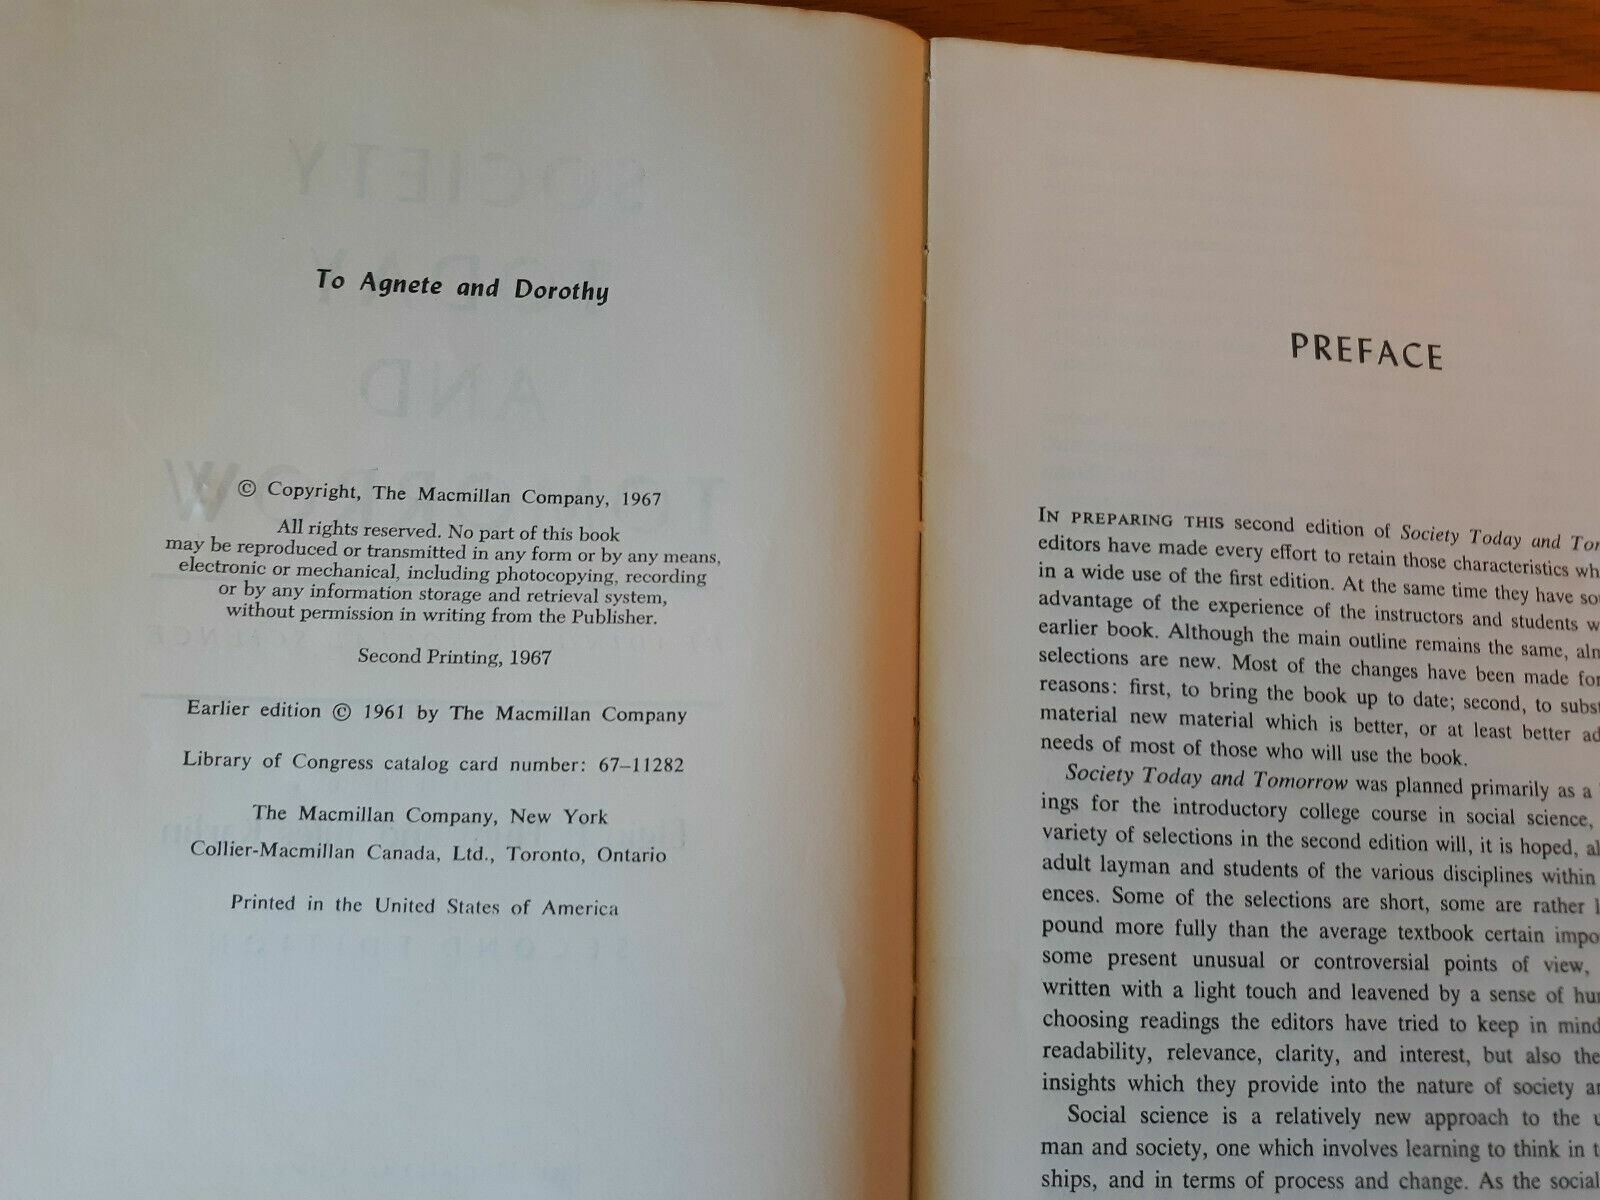 To Agnete and Dorothy
© Copyright, The Macmillan Company, 1967
All rights reserved. No part of this book
may be reproduced or transmitted in any form or by any means,
electronic or mechanical, including photocopying, recording
or by any information storage and retrieval system,
without permission in writing from the Publisher.
Second Printing, 1967
Earlier edition © 1961 by The Macmillan Company
Library of Congress catalog card number: 67–11282
The Macmillan Company, New York
Collier-Macmillan Canada, Ltd., Toronto, Ontario
Printed in the United States of America
PREFACE
IN PREPARING THIS second edition of Society Today and
editors have made every effort to retain those characteristics
in a wide use of the first edition. At the same time they have
advantage of the experience of the instructors and students
earlier book. Although the main outline remains the same,
selections are new. Most of the changes have been made
reasons: first, to bring the book up to date; second, to
material new material which is better, or at least better
needs of most of those who will use the book.
Society Today and Tomorrow was planned primarily as a
ings for the introductory college course in social science,
variety of selections in the second edition will, it is hoped,
adult layman and students of the various disciplines within
ences. Some of the selections are short, some are rather
pound more fully than the average textbook certain
some present unusual or controversial points of view,
written with a light touch and leavened by a sense of
choosing readings the editors have tried to keep in mind
readability, relevance, clarity, and interest, but also the
insights which they provide into the nature of society
Social science is a relatively new approach to the
man and society, one which involves learning to think in
ships, and in terms of process and change. As the social